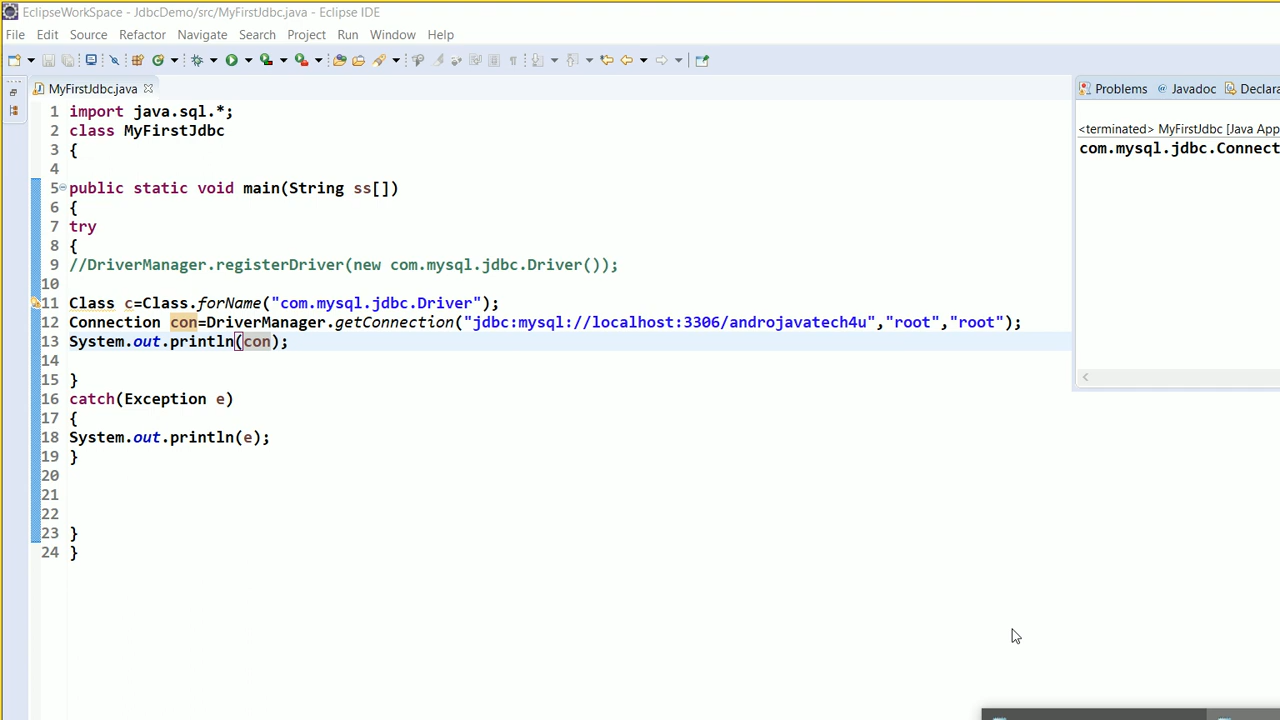 EclipseWorkSpace - JdbcDemo/src/MyFirstJdbc.java - Eclipse IDE
File Edit Source Refactor Navigate Search Project Run Window Help
MyFirstJdbc.java
Problems Javadoc
<terminated> MyFirstJdbc [Java App
com.mysql.jdbc.Connect
1 import java.sql.*;
2 class MyFirstJdbc
3 {
4
5 public static void main(String ss[])
6 {
7 try
8 {
9 //DriverManager.registerDriver(new com.mysql.jdbc.Driver());
10
11 Class c=Class.forName("com.mysql.jdbc.Driver");
12 Connection con=DriverManager.getConnection("jdbc:mysql://localhost:3306/androjavatech4u","root","root");
13 System.out.println(con);
14
15 }
16 catch(Exception e)
17 {
18 System.out.println(e);
19 }
20
21
22
23 }
24 }